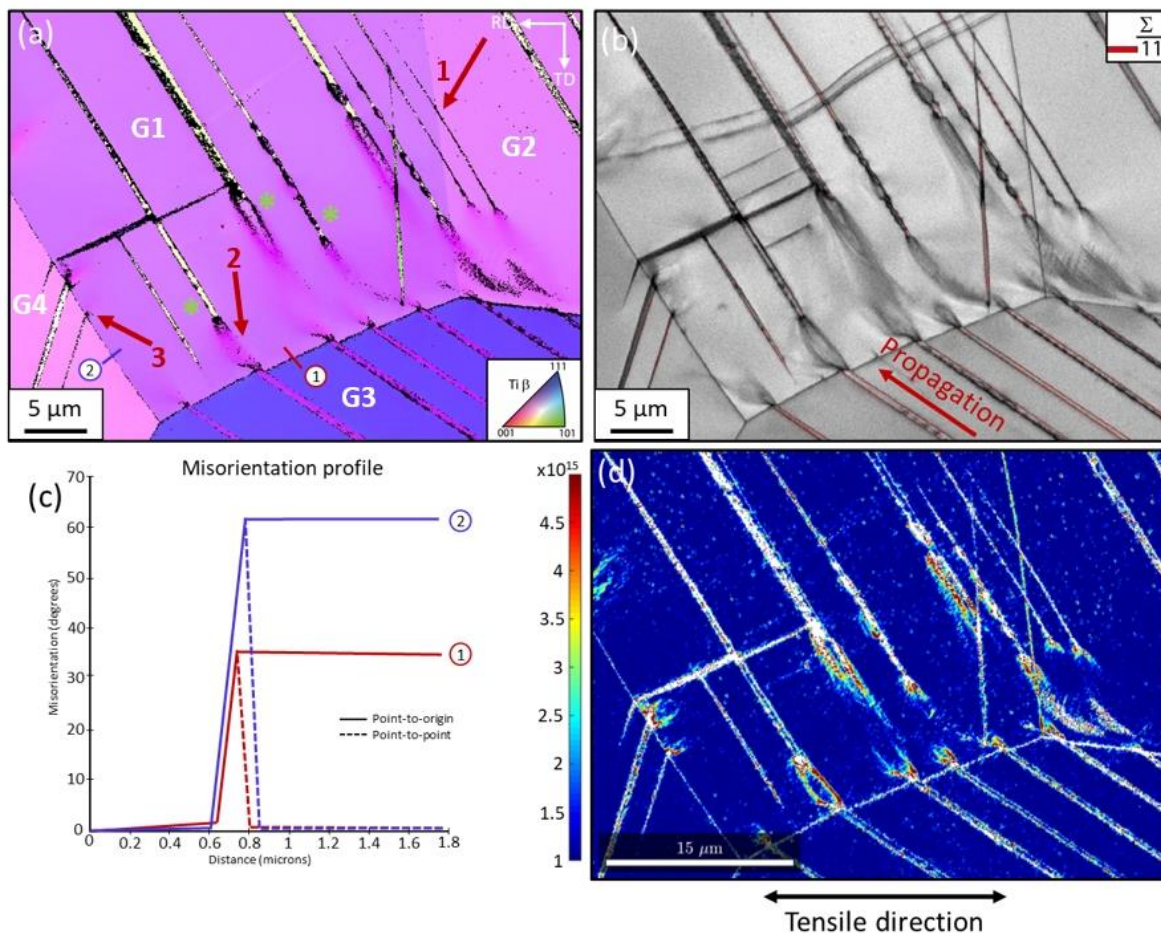 (a)
RD
TD
1
G1
G2
*
*
2
*
G4
3
2
1
G3
5 μm
Ti β
111
001
101
(b)
Σ
11
Propagation
5 μm
Misorientation profile
(c)
Misorientation (degrees)
70
60
50
40
30
20
10
0
2
1
Point-to-origin
Point-to-point
0
0.2
0.4
0.6
0.8
1
1.2
1.4
1.6
1.8
Distance (microns)
x10¹⁵
4.5
4
3.5
3
2.5
2
1.5
1
(d)
15 μm
Tensile direction